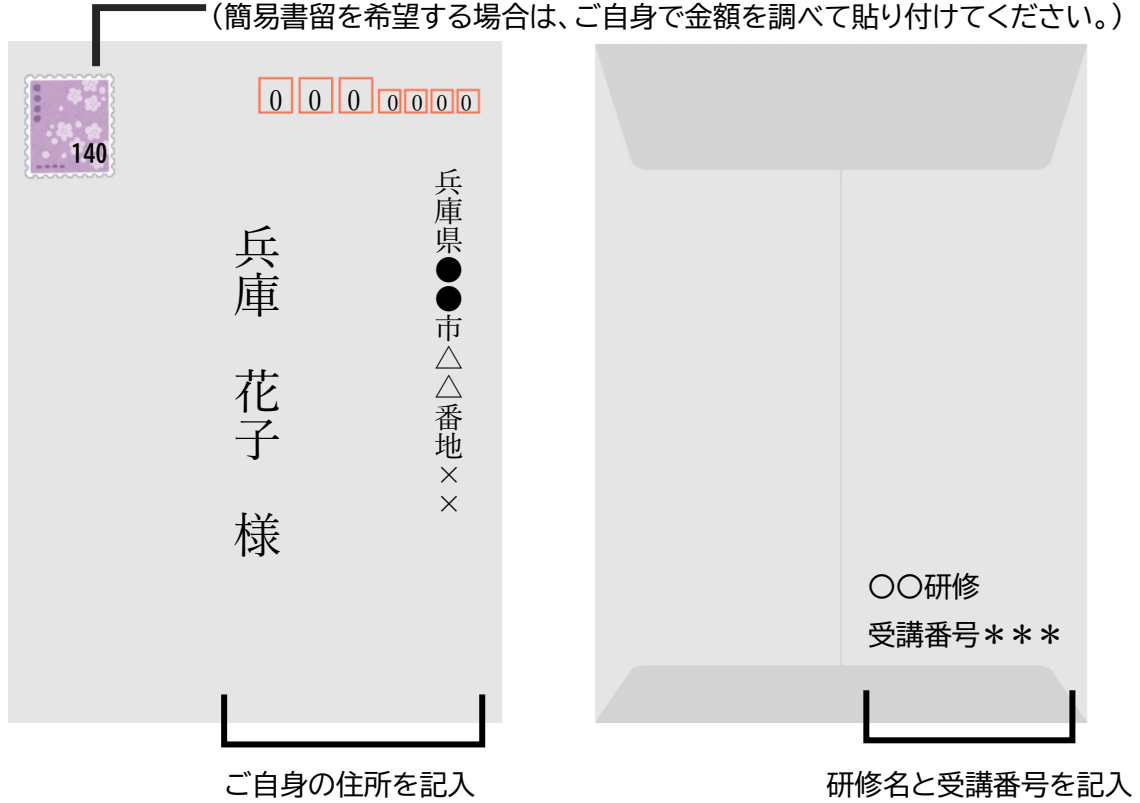 （簡易書留を希望する場合は、ご自身で金額を調べて貼り付けてください。）
140
0 0 0 0 0 0 0
兵庫県●●市△△番地××
兵庫　花子　様
ご自身の住所を記入
〇〇研修
受講番号＊＊＊
研修名と受講番号を記入